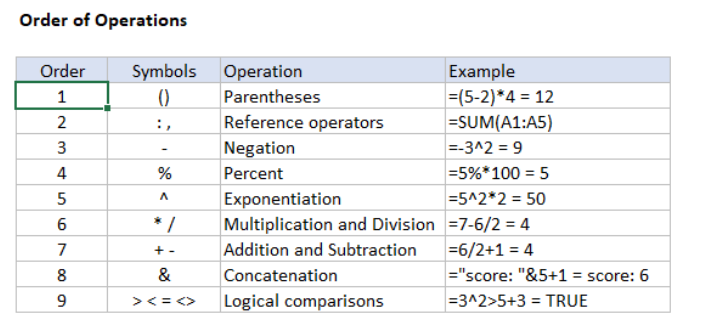 Order of Operations
Order Symbols Operation Example
1 () Parentheses =(5-2)*4 = 12
2 : , Reference operators =SUM(A1:A5)
3 - Negation =-3^2 = 9
4 % Percent =5%*100 = 5
5 ^ Exponentiation =5^2*2 = 50
6 * / Multiplication and Division =7-6/2 = 4
7 + - Addition and Subtraction =6/2+1 = 4
8 & Concatenation ="score: "&5+1 = score: 6
9 > < = <> Logical comparisons =3^2>5+3 = TRUE